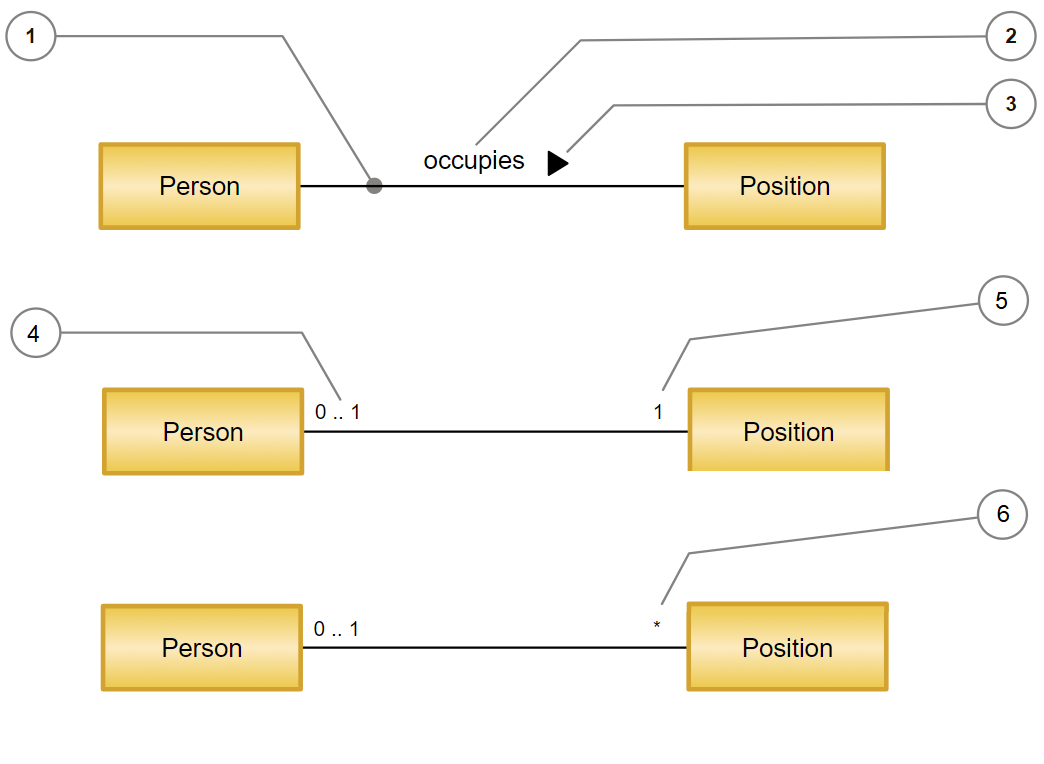 1
2
3
occupies
Person
Position
4
5
0 .. 1
1
Person
Position
6
0 .. 1
*
Person
Position